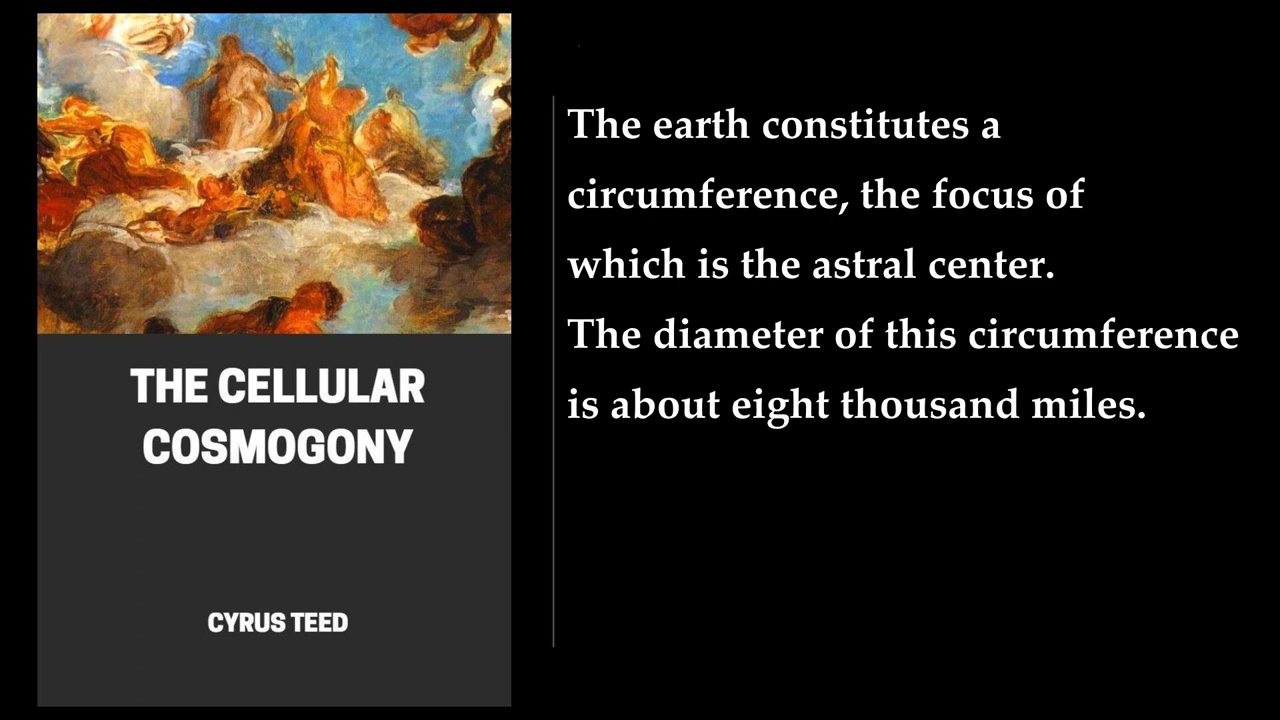 THE CELLULAR
COSMOGONY
CYRUS TEED
The earth constitutes a
circumference, the focus of
which is the astral center.
The diameter of this circumference
is about eight thousand miles.